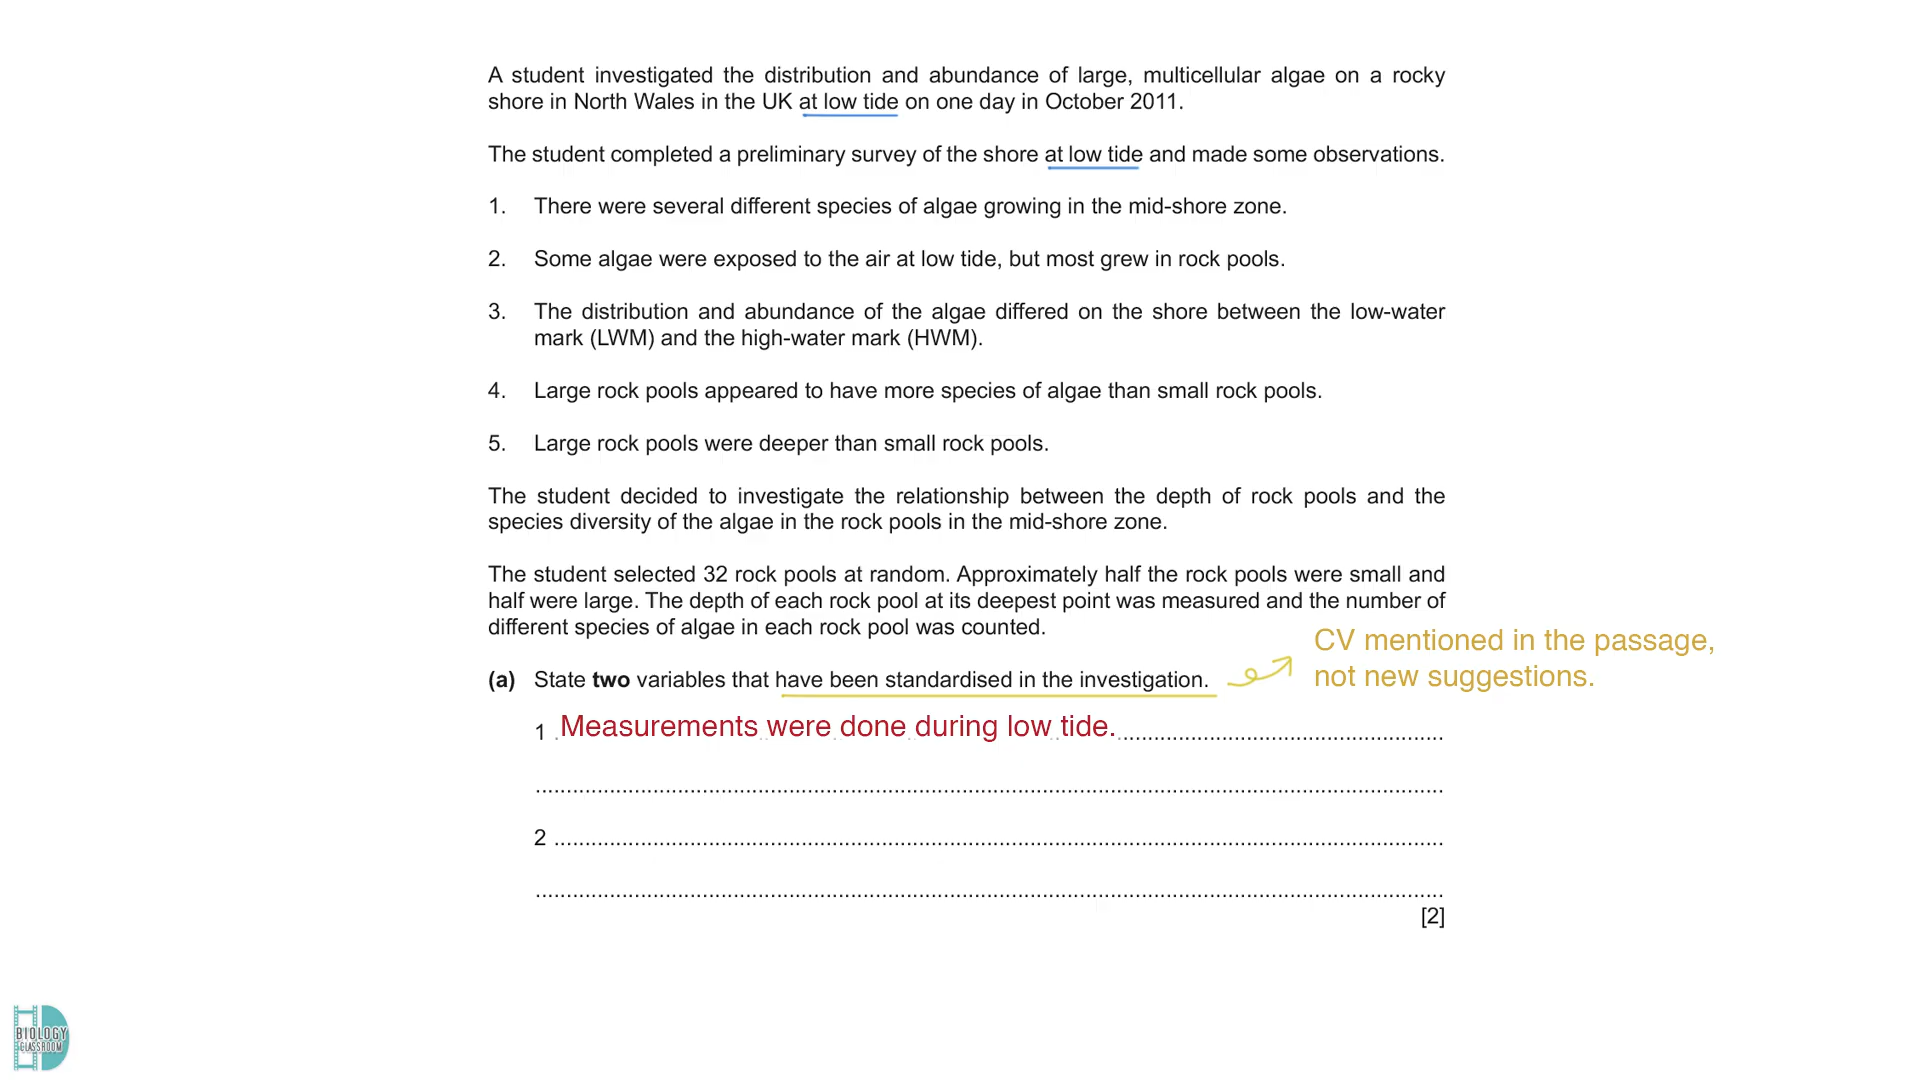 A student investigated the distribution and abundance of large, multicellular algae on a rocky
shore in North Wales in the UK at low tide on one day in October 2011.
The student completed a preliminary survey of the shore at low tide and made some observations.
1. There were several different species of algae growing in the mid-shore zone.
2. Some algae were exposed to the air at low tide, but most grew in rock pools.
3. The distribution and abundance of the algae differed on the shore between the low-water
mark (LWM) and the high-water mark (HWM).
4. Large rock pools appeared to have more species of algae than small rock pools.
5. Large rock pools were deeper than small rock pools.
The student decided to investigate the relationship between the depth of rock pools and the
species diversity of the algae in the rock pools in the mid-shore zone.
The student selected 32 rock pools at random. Approximately half the rock pools were small and
half were large. The depth of each rock pool at its deepest point was measured and the number of
different species of algae in each rock pool was counted.
(a) State two variables that have been standardised in the investigation.
CV mentioned in the passage,
not new suggestions.
1 Measurements were done during low tide.
2
[2]
BIOLOGY
CLASSROOM